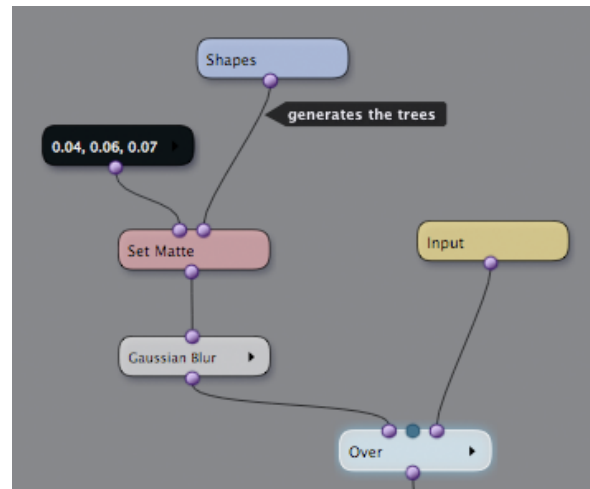 Shapes
generates the trees
0.04, 0.06, 0.07
Set Matte
Input
Gaussian Blur
Over